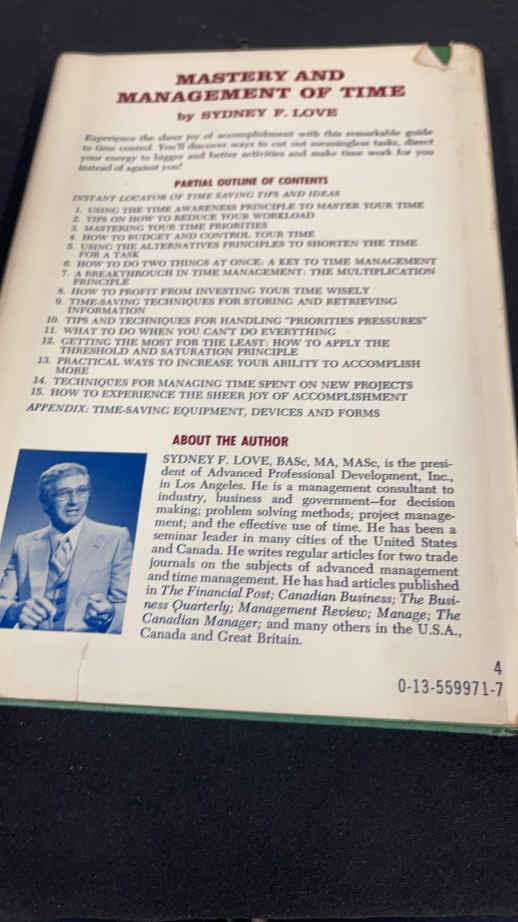 MASTERY AND
MANAGEMENT OF TIME
by SYDNEY F. LOVE
Experience the sheer joy of accomplishment with this remarkable guide
to time control. You'll discover ways to cut out meaningless tasks, direct
your energy to bigger and better activities and make time work for you
instead of against you!
PARTIAL OUTLINE OF CONTENTS
INSTANT LOCATOR OF TIME SAVING TIPS AND IDEAS
1. USING THE TIME AWARENESS PRINCIPLE TO MASTER YOUR TIME
2. TIPS ON HOW TO REDUCE YOUR WORKLOAD
3. MASTERING YOUR TIME PRIORITIES
4. HOW TO BUDGET AND CONTROL YOUR TIME
5. USING THE ALTERNATIVES PRINCIPLES TO SHORTEN THE TIME
FOR A TASK
6. HOW TO DO TWO THINGS AT ONCE: A KEY TO TIME MANAGEMENT
7. A BREAKTHROUGH IN TIME MANAGEMENT: THE MULTIPLICATION
PRINCIPLE
8. HOW TO PROFIT FROM INVESTING YOUR TIME WISELY
9. TIME-SAVING TECHNIQUES FOR STORING AND RETRIEVING
INFORMATION
10. TIPS AND TECHNIQUES FOR HANDLING "PRIORITIES PRESSURES"
11. WHAT TO DO WHEN YOU CAN'T DO EVERYTHING
12. GETTING THE MOST FOR THE LEAST: HOW TO APPLY THE
THRESHOLD AND SATURATION PRINCIPLE
13. PRACTICAL WAYS TO INCREASE YOUR ABILITY TO ACCOMPLISH
MORE
14. TECHNIQUES FOR MANAGING TIME SPENT ON NEW PROJECTS
15. HOW TO EXPERIENCE THE SHEER JOY OF ACCOMPLISHMENT
APPENDIX: TIME-SAVING EQUIPMENT, DEVICES AND FORMS
ABOUT THE AUTHOR
SYDNEY F. LOVE, BASc, MA, MASc, is the presi-
dent of Advanced Professional Development, Inc.,
in Los Angeles. He is a management consultant to
industry, business and government—for decision
making; problem solving methods; project manage-
ment; and the effective use of time. He has been a
seminar leader in many cities of the United States
and Canada. He writes regular articles for two trade
journals on the subjects of advanced management
and time management. He has had articles published
in The Financial Post; Canadian Business; The Busi-
ness Quarterly; Management Review; Manage; The
Canadian Manager; and many others in the U.S.A.,
Canada and Great Britain.
4
0-13-559971-7